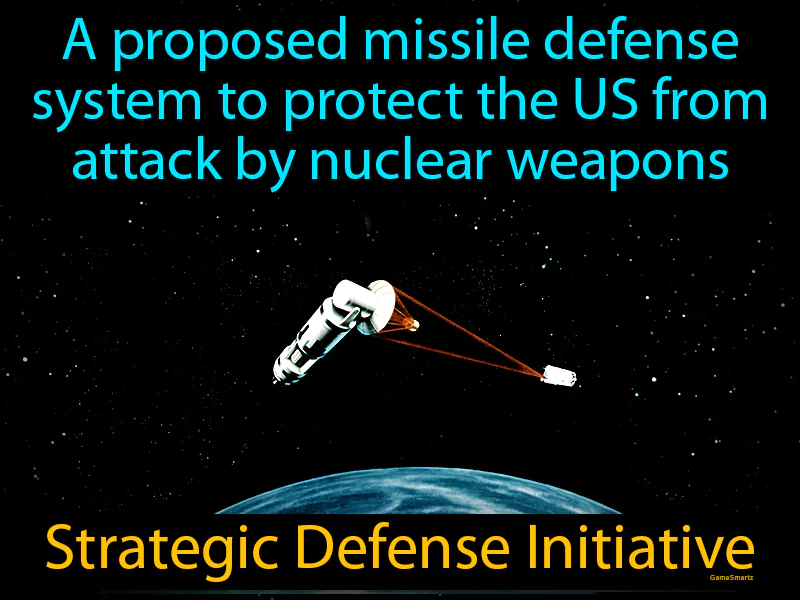 A proposed missile defense
system to protect the US from
attack by nuclear weapons
Strategic Defense Initiative
GameSmartz